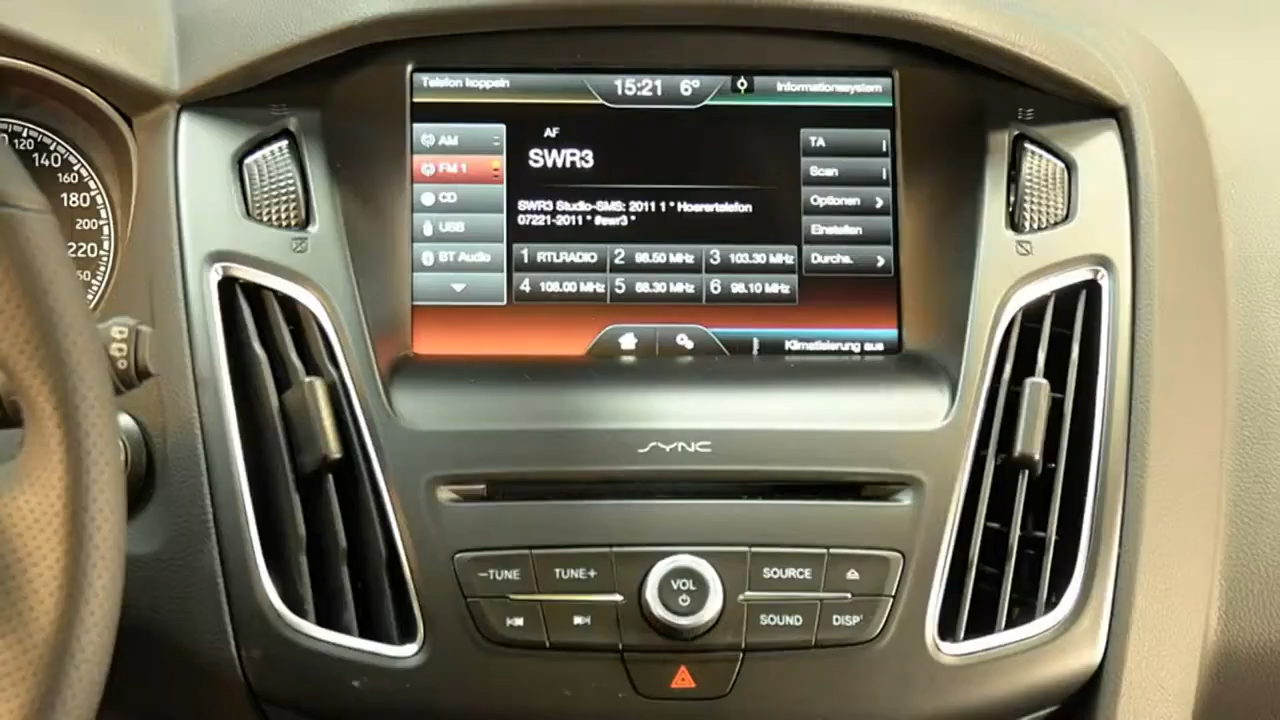 Telefon koppeln
15:21 6°
Informationssystem
AM
FM 1
CD
USB
BT Audio
AF
SWR3
SWR3 Studio-SMS: 2011 1 * Hoerertelefon
07221-2011 * #swr3 *
1 RTLRADIO 2 98.50 MHz 3 103.30 MHz
4 108.00 MHz 5 88.30 MHz 6 98.10 MHz
TA
Scan
Optionen
Einstellen
Durchs.
Klimatisierung aus
120
140
160
180
200
220
SYNC
−TUNE TUNE+ VOL SOURCE
SOUND DISP